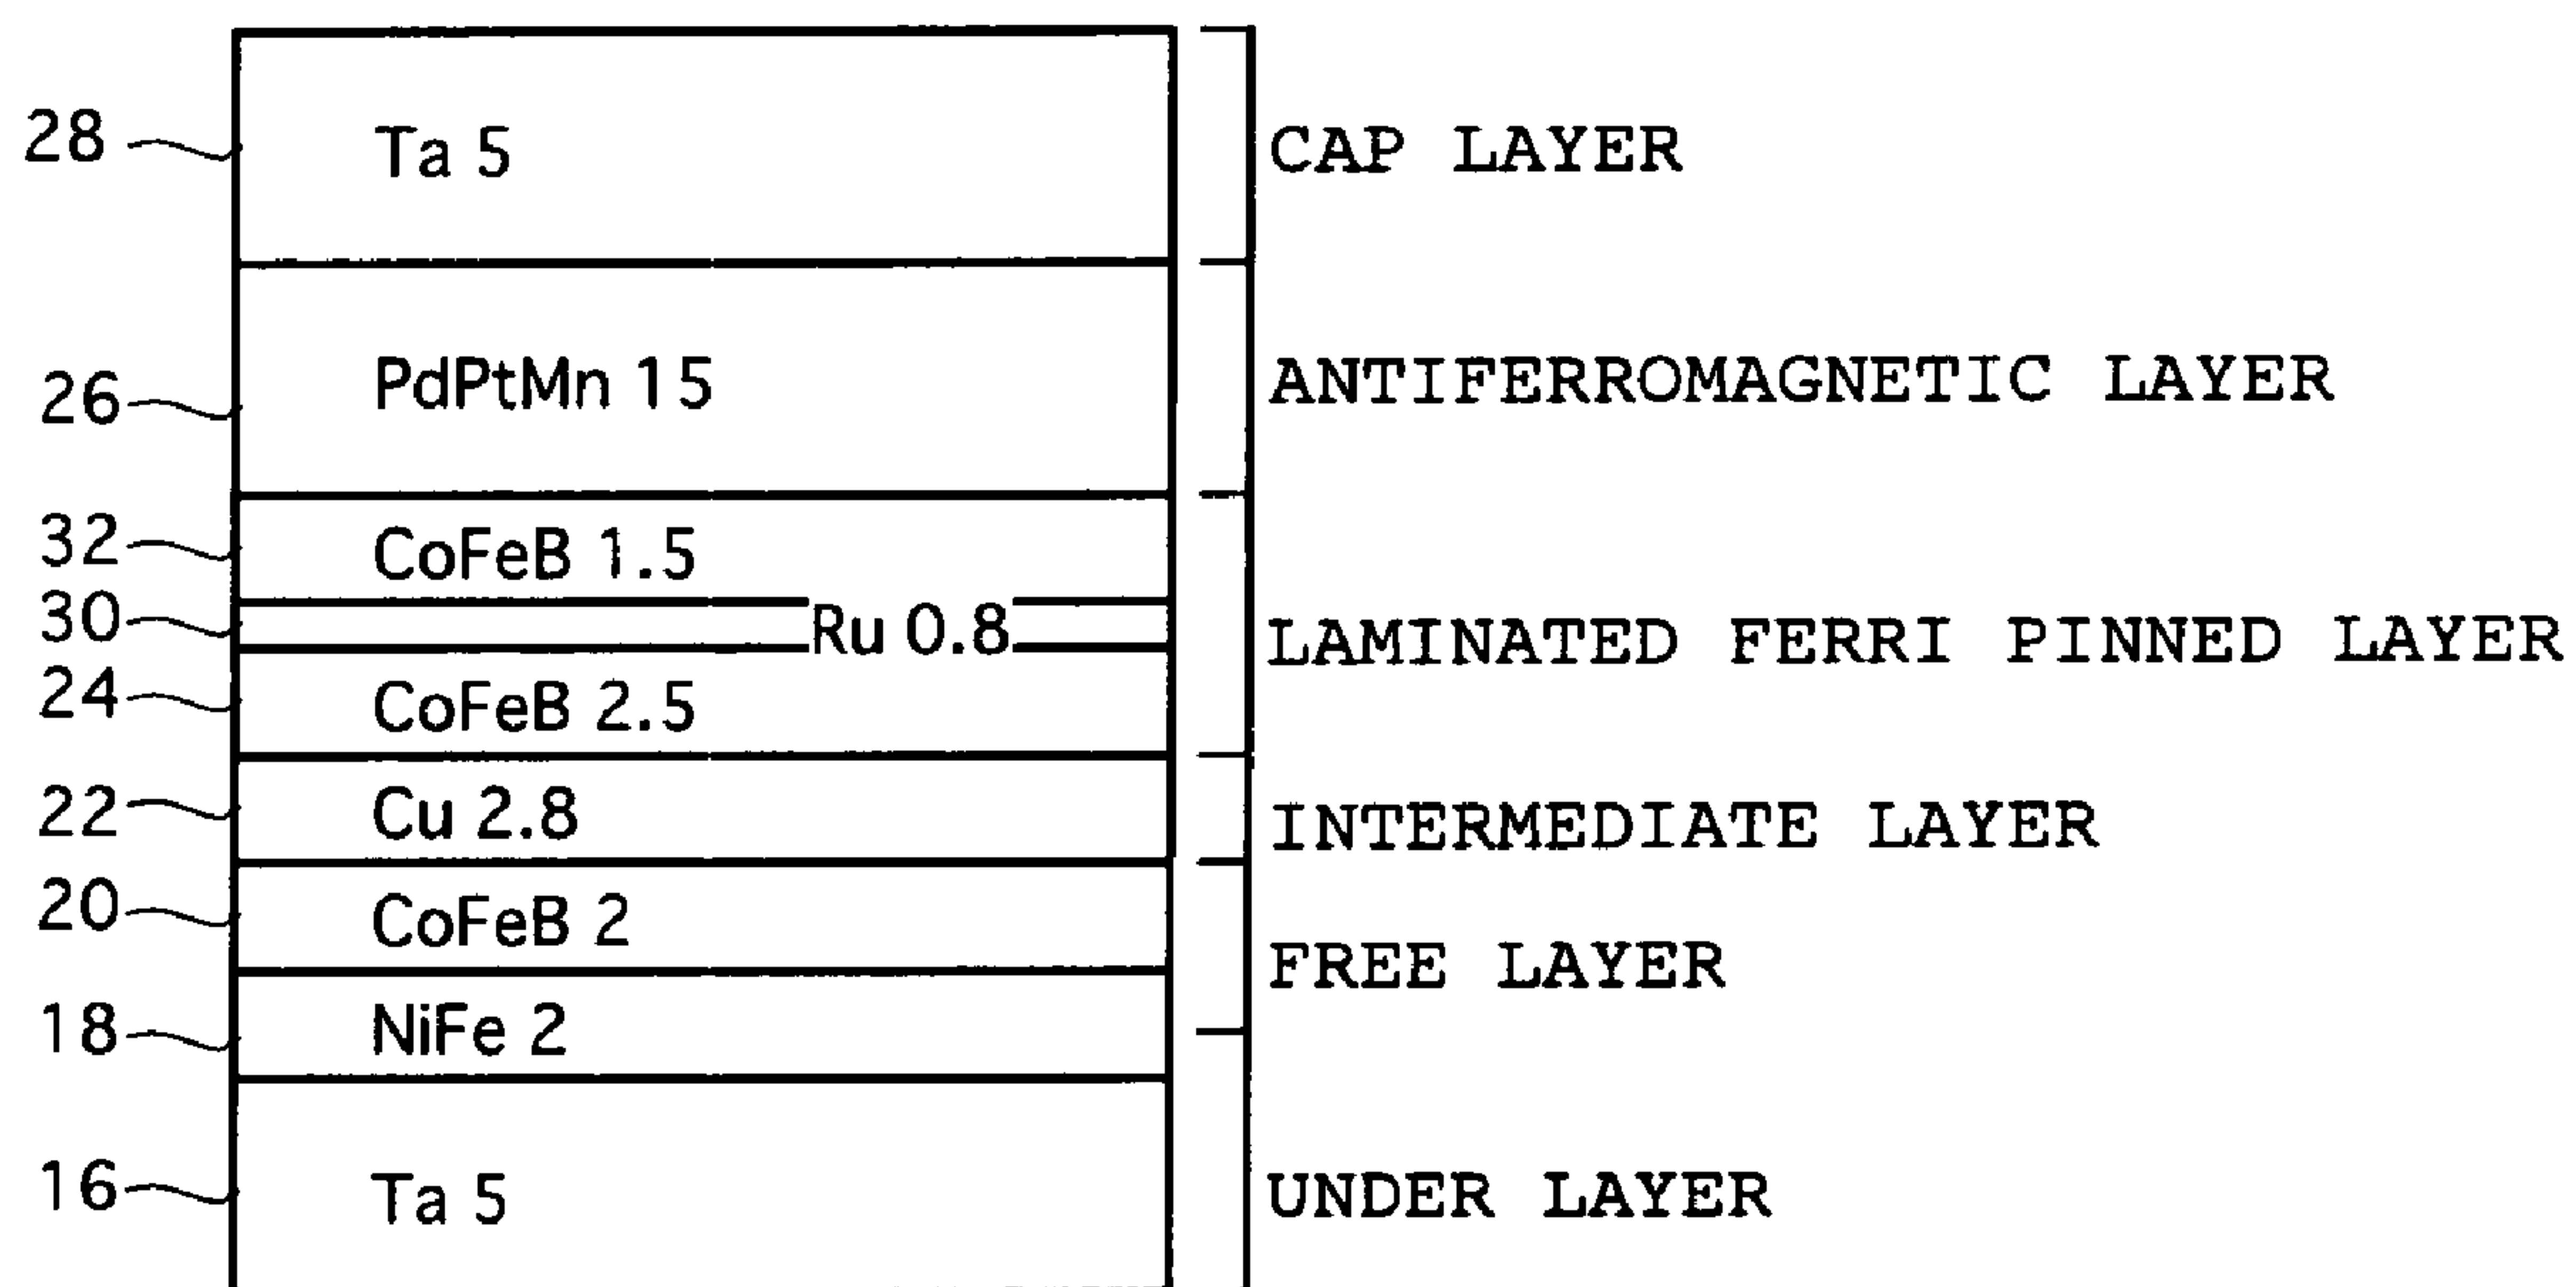 28 Ta 5 CAP LAYER
26 PdPtMn 15 ANTIFERROMAGNETIC LAYER
32 CoFeB 1.5
30 Ru 0.8 LAMINATED FERRI PINNED LAYER
24 CoFeB 2.5
22 Cu 2.8 INTERMEDIATE LAYER
20 CoFeB 2
FREE LAYER
18 NiFe 2
16 Ta 5 UNDER LAYER